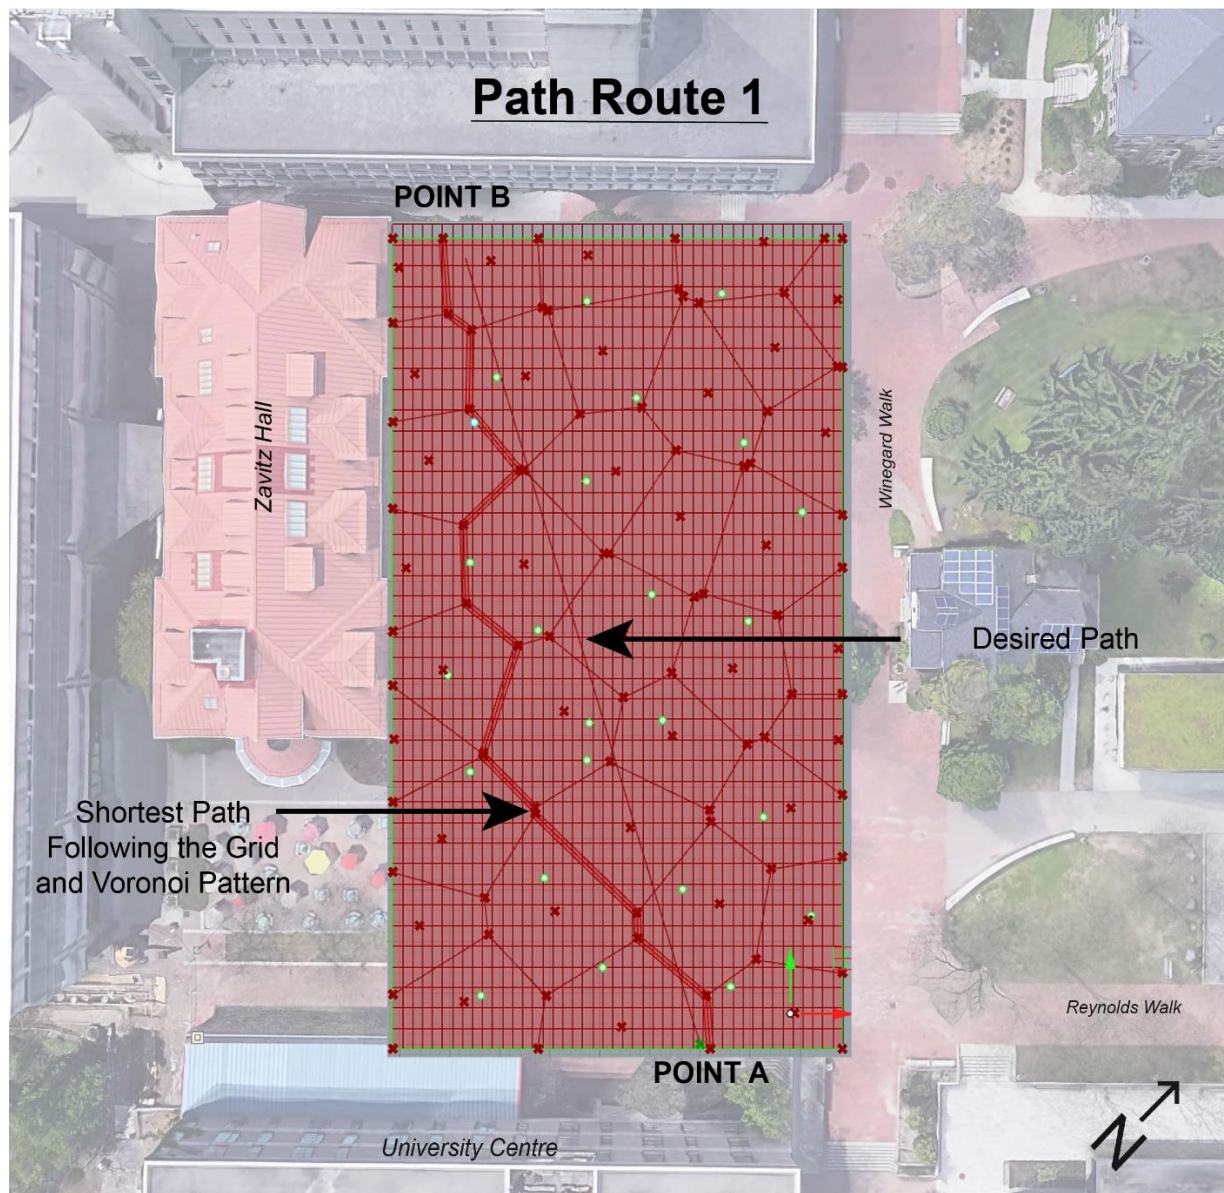 Path Route 1
POINT B
Zavitz Hall
Winegard Walk
Desired Path
Shortest Path
Following the Grid
and Voronoi Pattern
Reynolds Walk
POINT A
N
University Centre